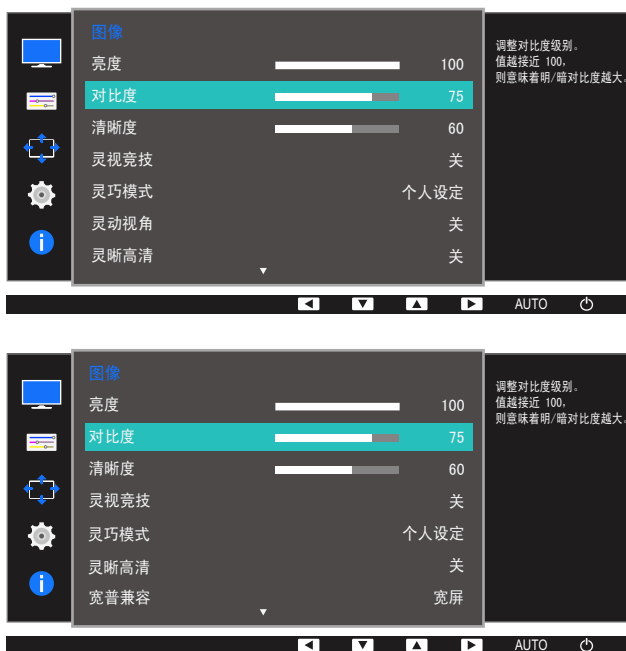 图像
亮度 100
对比度 75
清晰度 60
灵视竞技 关
灵巧模式 个人设定
灵动视角 关
灵晰高清 关
调整对比度级别。
值越接近 100,
则意味着明/暗对比度越大.
AUTO
图像
亮度 100
对比度 75
清晰度 60
灵视竞技 关
灵巧模式 个人设定
灵晰高清 关
宽普兼容 宽屏
调整对比度级别。
值越接近 100,
则意味着明/暗对比度越大.
AUTO